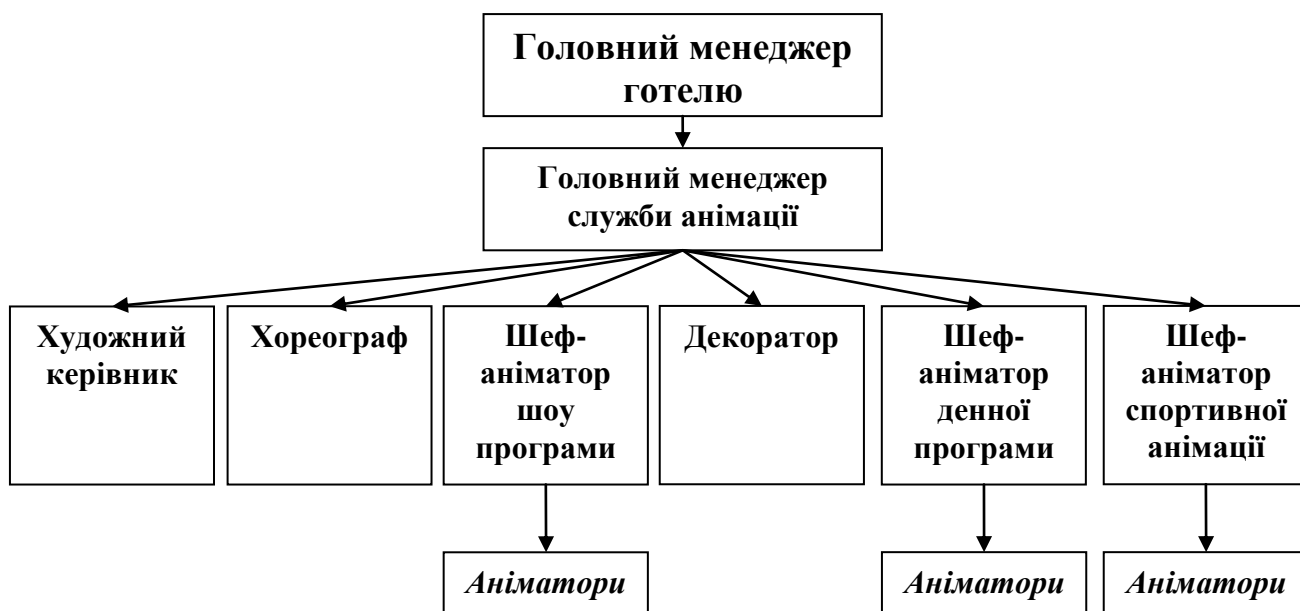 Головний менеджер
готелю
Головний менеджер
служби анімації
Художний
керівник
Хореограф
Шеф-
аніматор
шоу
програми
Декоратор
Шеф-
аніматор
денної
програми
Шеф-
аніматор
спортивної
анімації
Аніматори
Аніматори
Аніматори